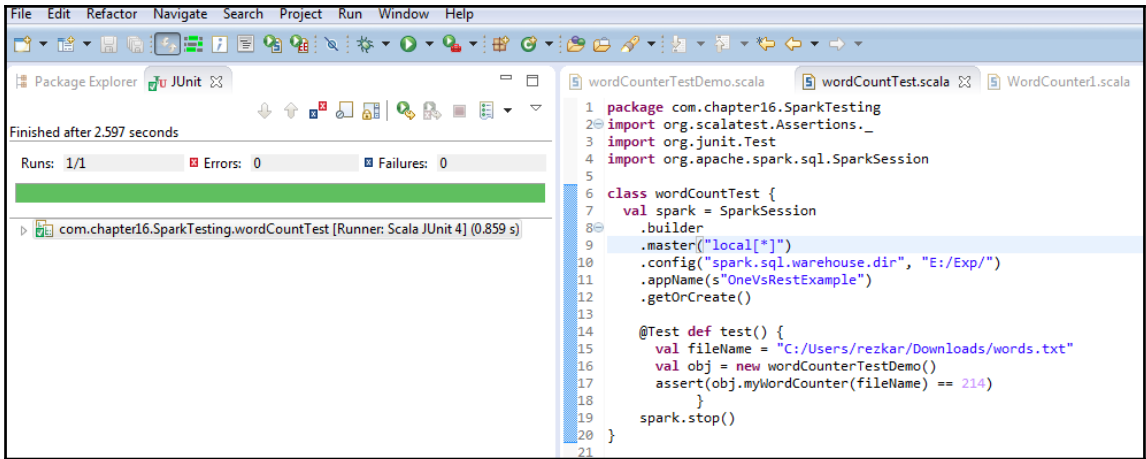 File Edit Refactor Navigate Search Project Run Window Help
Package Explorer JUnit
Finished after 2.597 seconds
Runs: 1/1 Errors: 0 Failures: 0
com.chapter16.SparkTesting.wordCountTest [Runner: Scala JUnit 4] (0.859 s)
wordCounterTestDemo.scala wordCountTest.scala WordCounter1.scala
1 package com.chapter16.SparkTesting
2 import org.scalatest.Assertions._
3 import org.junit.Test
4 import org.apache.spark.sql.SparkSession
5
6 class wordCountTest {
7 val spark = SparkSession
8 .builder
9 .master("local[*]")
10 .config("spark.sql.warehouse.dir", "E:/Exp/")
11 .appName(s"OneVsRestExample")
12 .getOrCreate()
13
14 @Test def test() {
15 val fileName = "C:/Users/rezkar/Downloads/words.txt"
16 val obj = new wordCounterTestDemo()
17 assert(obj.myWordCounter(fileName) == 214)
18 }
19 spark.stop()
20 }
21